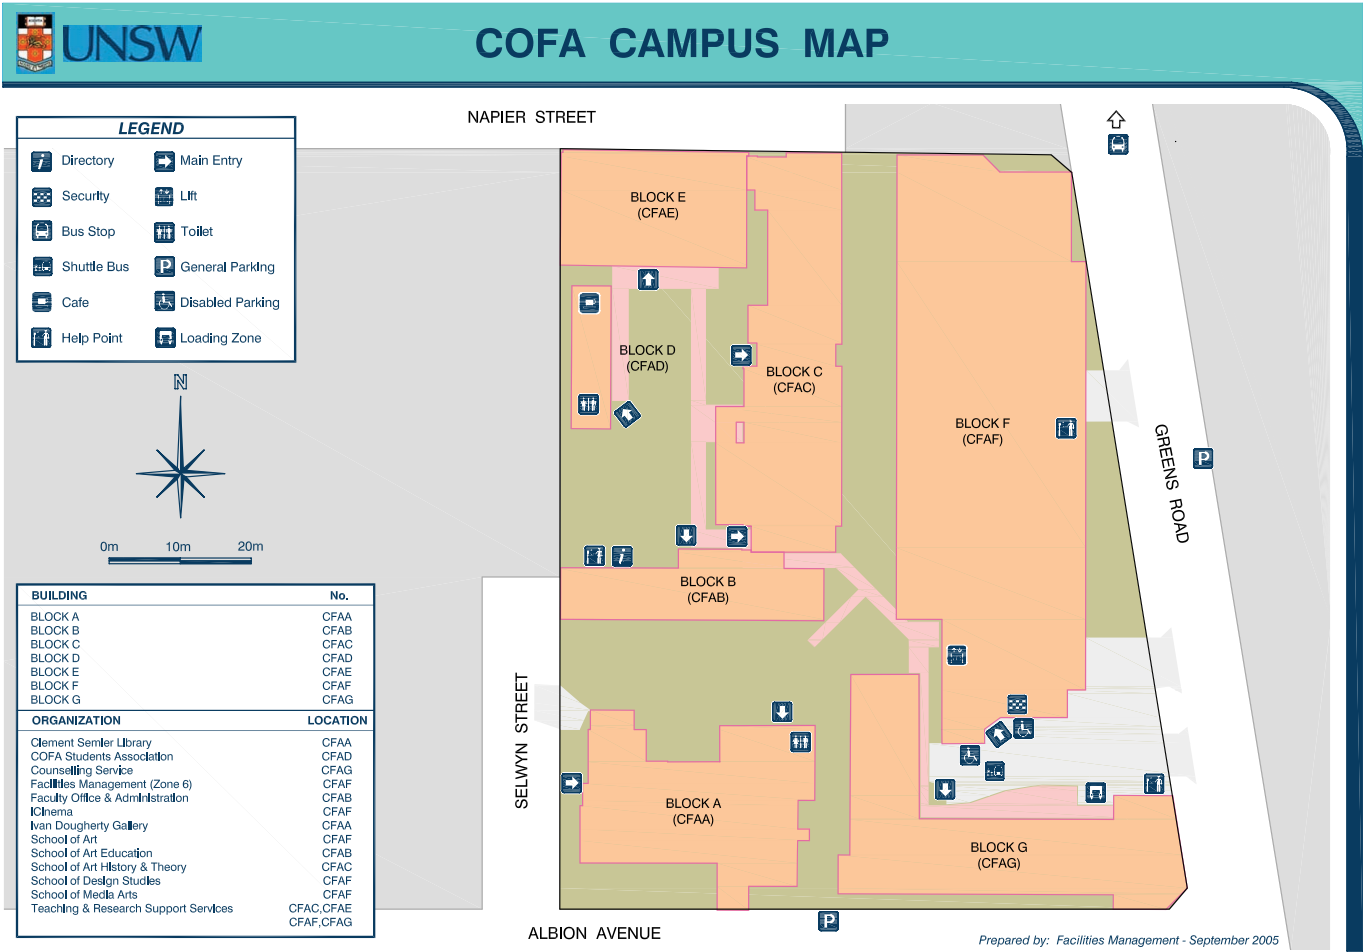 UNSW
COFA CAMPUS MAP
LEGEND
Directory
Main Entry
Security
Lift
Bus Stop
Toilet
Shuttle Bus
P
General Parking
Cafe
Disabled Parking
Help Point
Loading Zone
N
0m 10m 20m
BUILDING No.
BLOCK A CFAA
BLOCK B CFAB
BLOCK C CFAC
BLOCK D CFAD
BLOCK E CFAE
BLOCK F CFAF
BLOCK G CFAG
ORGANIZATION LOCATION
Clement Semler Library CFAA
COFA Students Association CFAD
Counselling Service CFAG
Facilities Management (Zone 6) CFAF
Faculty Office & Administration CFAB
ICinema CFAF
Ivan Dougherty Gallery CFAA
School of Art CFAF
School of Art Education CFAB
School of Art History & Theory CFAC
School of Design Studies CFAF
School of Media Arts CFAF
Teaching & Research Support Services CFAC,CFAE
CFAF,CFAG
NAPIER STREET
BLOCK E
(CFAE)
BLOCK D
(CFAD)
BLOCK C
(CFAC)
BLOCK F
(CFAF)
GREENS ROAD
P
BLOCK B
(CFAB)
SELWYN STREET
BLOCK A
(CFAA)
BLOCK G
(CFAG)
P
ALBION AVENUE
Prepared by: Facilities Management - September 2005